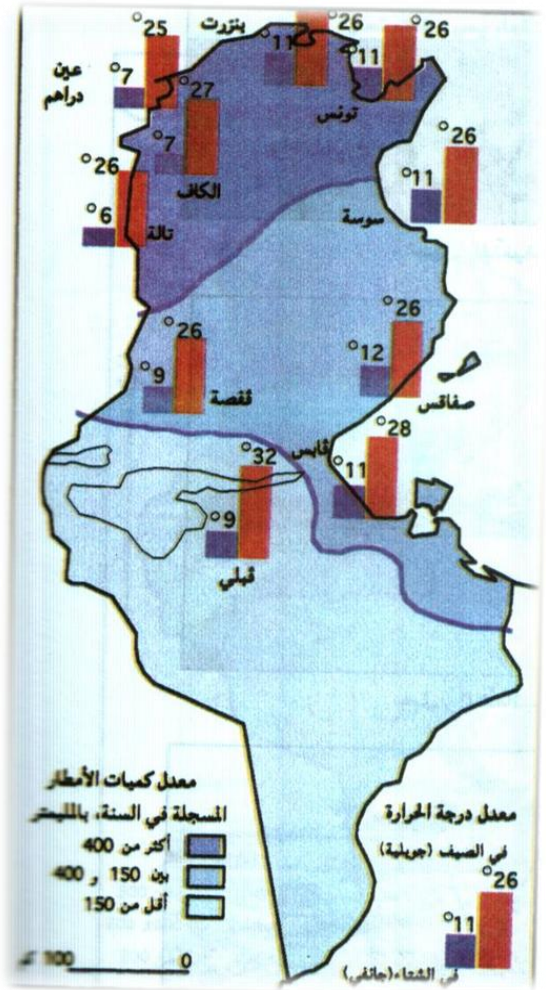 °25
بنزرت
°11
°26
°11
°26
عين
دراهم
°7
تونس
°27
°7
الكاف
°26
°11
سوسة
°26
°6
تالة
°26
°9
ڤفصة
°26
°12
صفاقس
ڤابس
°28
°11
°32
°9
ڤبلي
معدل كميات الأمطار
المسجلة في السنة، بالمليمتر
أكثر من 400
بين 150 و 400
أقل من 150
100
0
معدل درجة الحرارة
في الصيف (جويلية)
°26
°11
في الشتاء (جانفي)